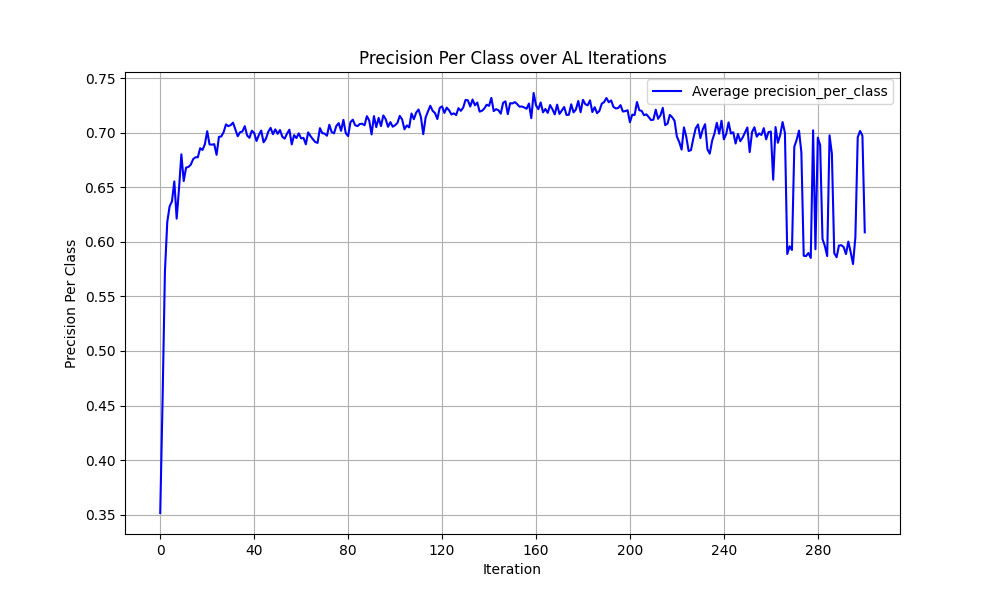 Precision Per Class over AL Iterations
Average precision_per_class
Precision Per Class
0.75
0.70
0.65
0.60
0.55
0.50
0.45
0.40
0.35
0 40 80 120 160 200 240 280
Iteration